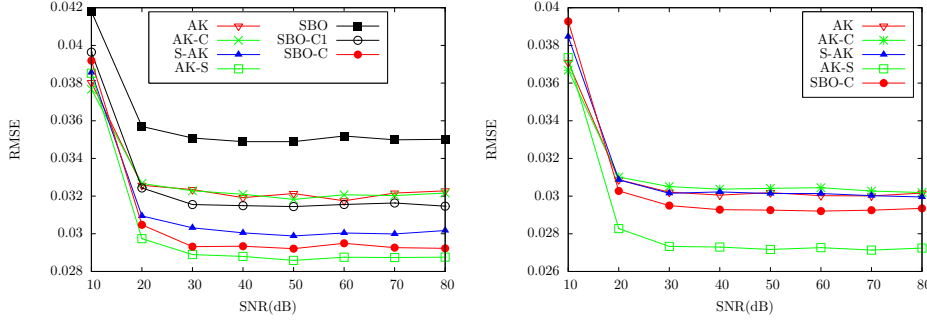 0.042
0.04
0.038
0.036
0.034
0.032
0.03
0.028
RMSE
10 20 30 40 50 60 70 80
SNR(dB)
AK
AK-C
S-AK
AK-S
SBO
SBO-C1
SBO-C
0.04
0.038
0.036
0.034
0.032
0.03
0.028
0.026
RMSE
10 20 30 40 50 60 70 80
SNR(dB)
AK
AK-C
S-AK
AK-S
SBO-C